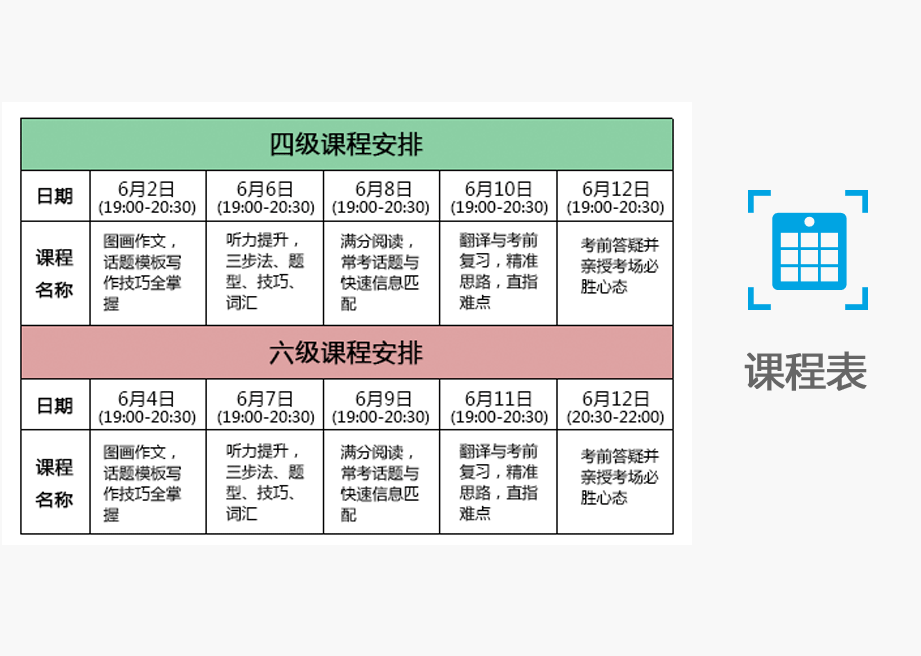 四级课程安排
日期
6月2日
(19:00-20:30)
6月6日
(19:00-20:30)
6月8日
(19:00-20:30)
6月10日
(19:00-20:30)
6月12日
(19:00-20:30)
课程
名称
图画作文，
话题模板写
作技巧全掌
握
听力提升，
三步法、题
型、技巧、
词汇
满分阅读，
常考话题与
快速信息匹
配
翻译与考前
复习，精准
思路，直指
难点
考前答疑并
亲授考场必
胜心态
六级课程安排
日期
6月4日
(19:00-20:30)
6月7日
(19:00-20:30)
6月9日
(19:00-20:30)
6月11日
(19:00-20:30)
6月12日
(20:30-22:00)
课程
名称
图画作文，
话题模板写
作技巧全掌
握
听力提升，
三步法、题
型、技巧、
词汇
满分阅读，
常考话题与
快速信息匹
配
翻译与考前
复习，精准
思路，直指
难点
考前答疑并
亲授考场必
胜心态
课程表